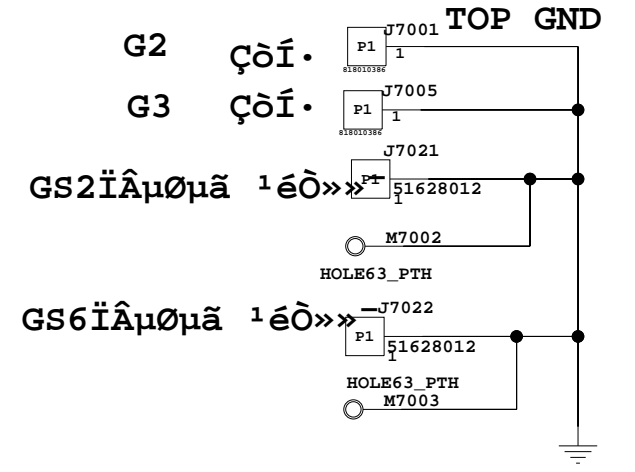 TOP GND
J7001
G2 ÇòÍ·
P1
1
818010386
J7005
G3 ÇòÍ·
P1
1
818010386
J7021
GS2ÏÂµØµã ¹éÒ»»
P1
51628012
1
M7002
HOLE63_PTH
J7022
GS6ÏÂµØµã ¹éÒ»»
P1
51628012
1
HOLE63_PTH
M7003